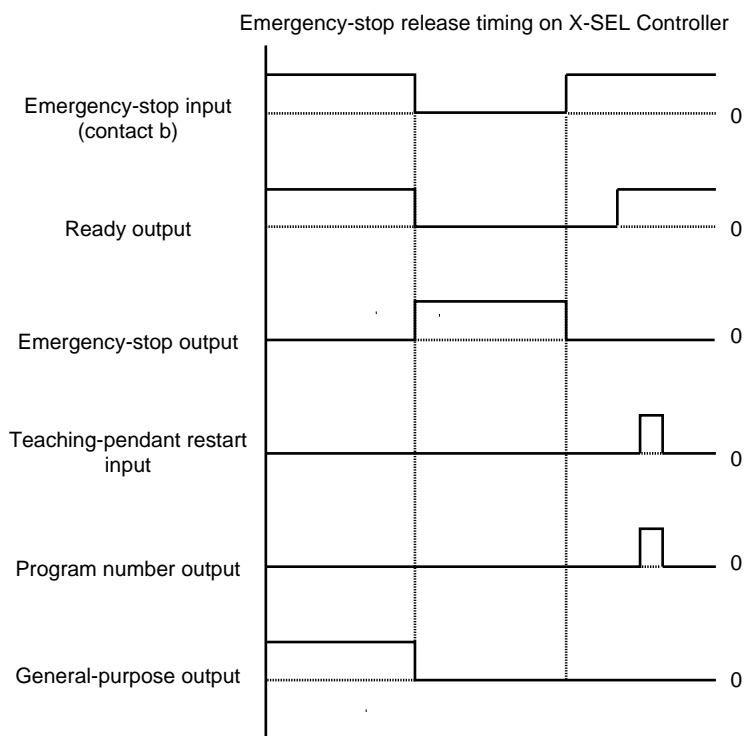 Emergency-stop release timing on X-SEL Controller
Emergency-stop input
(contact b)
0
Ready output
0
Emergency-stop output
0
Teaching-pendant restart
input
0
Program number output
0
General-purpose output
0